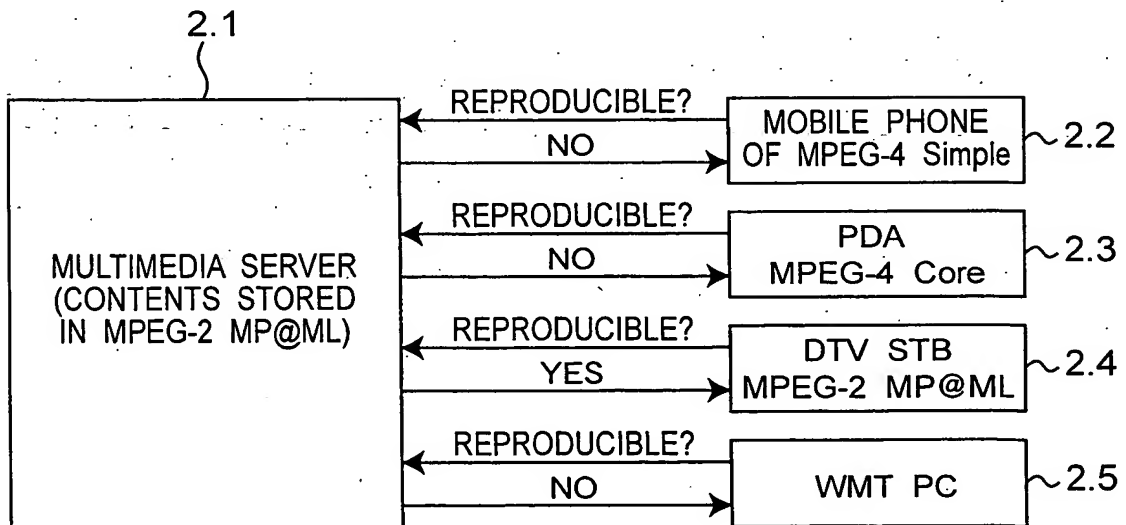 2.1
MULTIMEDIA SERVER
(CONTENTS STORED
IN MPEG-2 MP@ML)
REPRODUCIBLE?
NO
MOBILE PHONE
OF MPEG-4 Simple
2.2
REPRODUCIBLE?
NO
PDA
MPEG-4 Core
2.3
REPRODUCIBLE?
YES
DTV STB
MPEG-2 MP@ML
2.4
REPRODUCIBLE?
NO
WMT PC
2.5